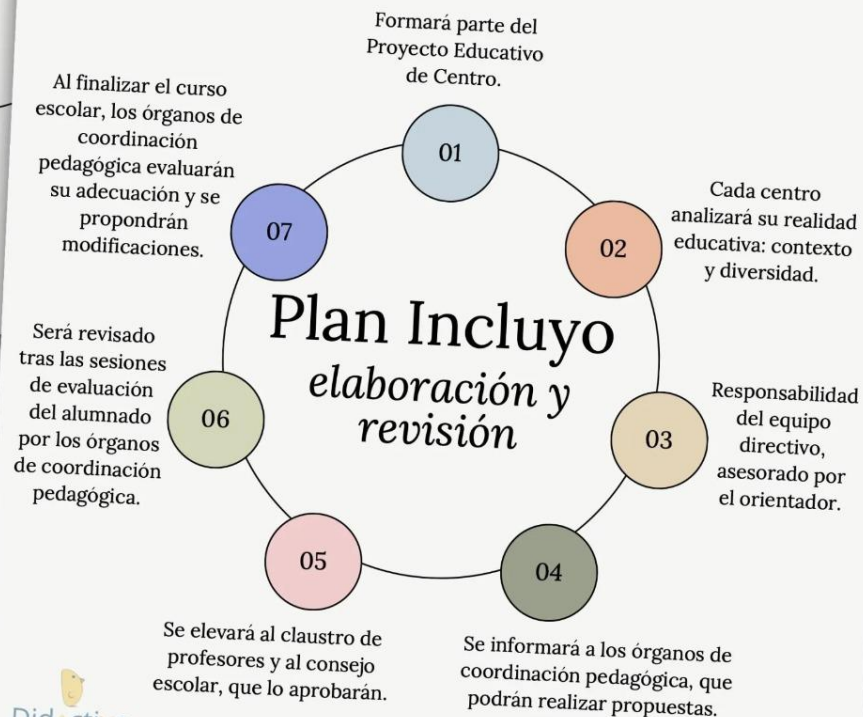 Plan Incluyo
elaboración y
revisión
01
Formará parte del
Proyecto Educativo
de Centro.
02
Cada centro
analizará su realidad
educativa: contexto
y diversidad.
03
Responsabilidad
del equipo
directivo,
asesorado por
el orientador.
04
Se informará a los órganos de
coordinación pedagógica, que
podrán realizar propuestas.
05
Se elevará al claustro de
profesores y al consejo
escolar, que lo aprobarán.
06
Será revisado
tras las sesiones
de evaluación
del alumnado
por los órganos
de coordinación
pedagógica.
07
Al finalizar el curso
escolar, los órganos de
coordinación
pedagógica evaluarán
su adecuación y se
propondrán
modificaciones.